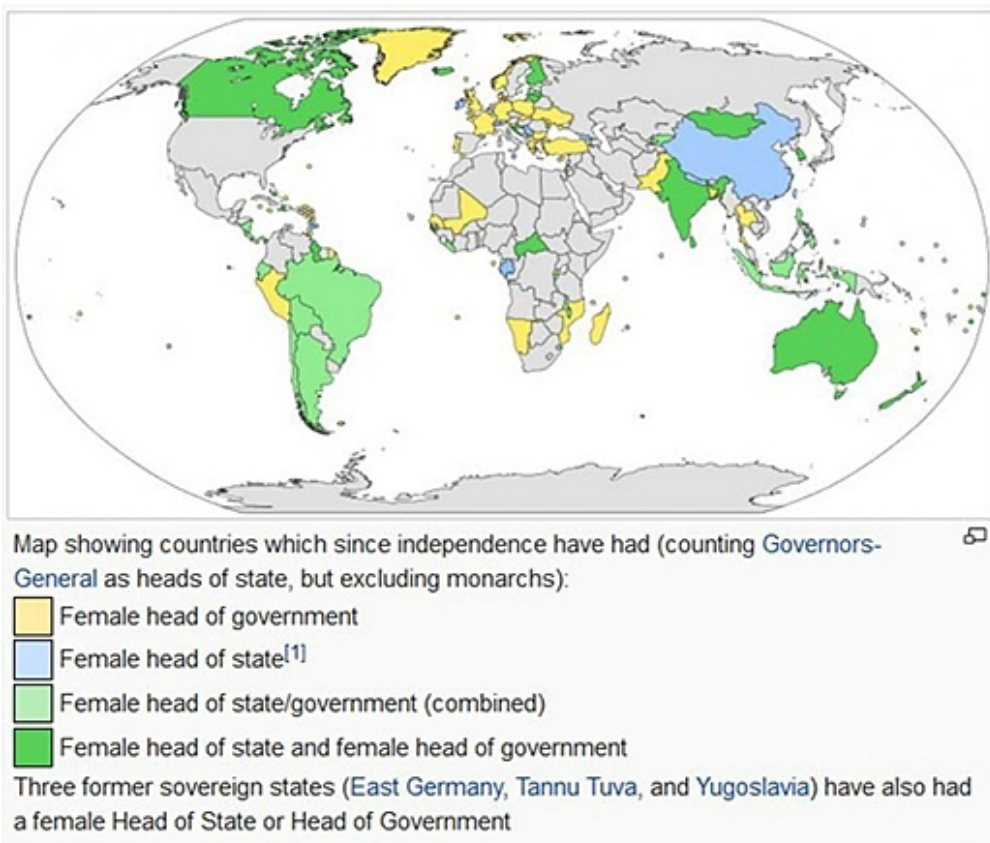 Map showing countries which since independence have had (counting Governors-
General as heads of state, but excluding monarchs):
Female head of government
Female head of state[1]
Female head of state/government (combined)
Female head of state and female head of government
Three former sovereign states (East Germany, Tannu Tuva, and Yugoslavia) have also had
a female Head of State or Head of Government